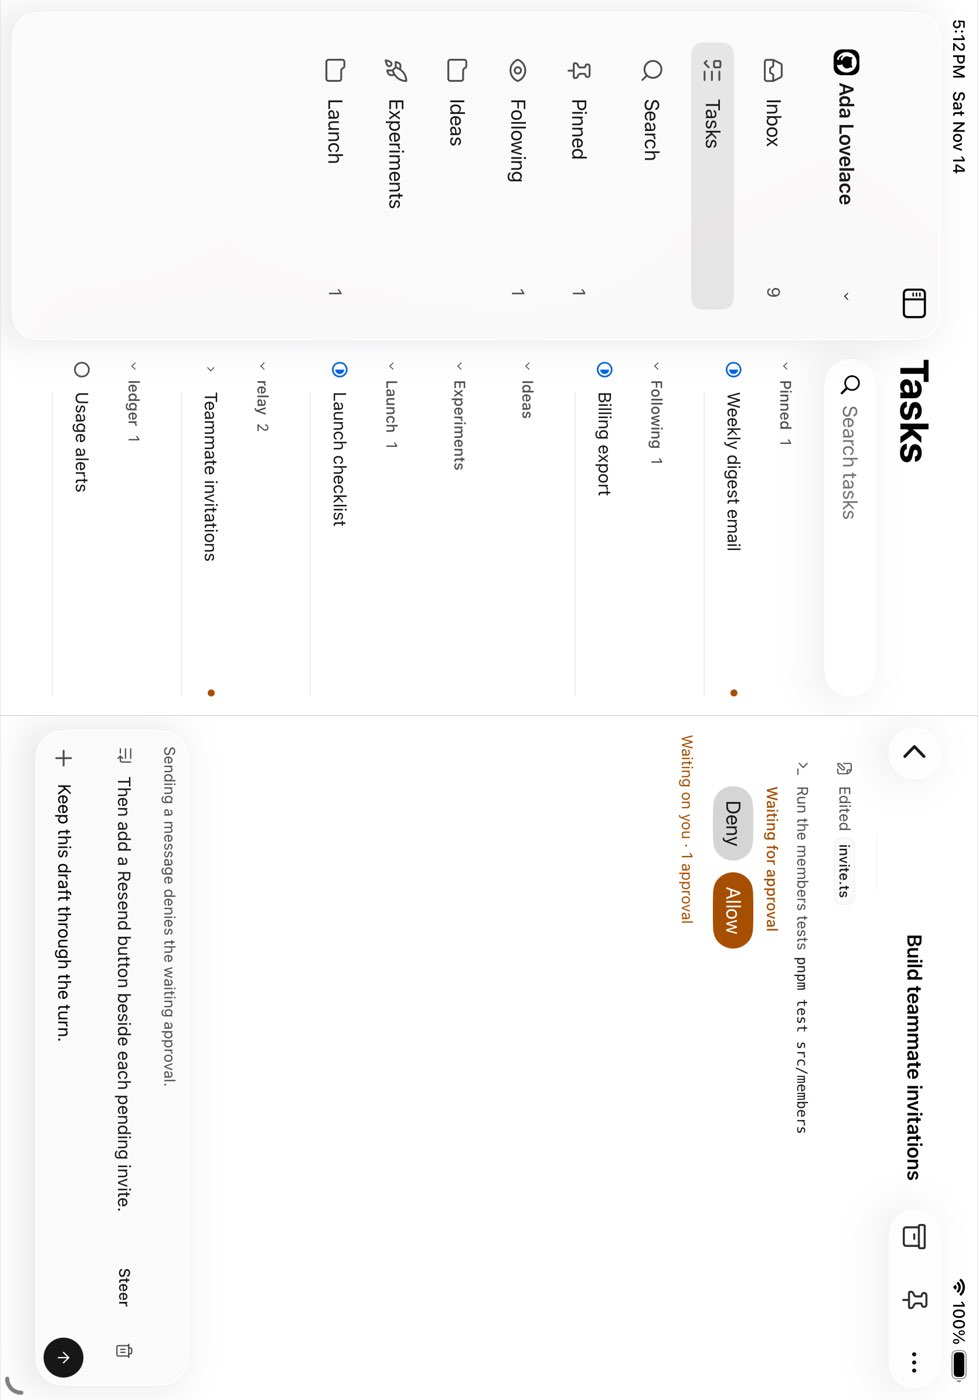 5:12 PM Sat Nov 14
100%
Ada Lovelace
Inbox 9
Tasks
Search
Pinned 1
Following 1
Ideas
Experiments
Launch 1
Tasks
Search tasks
Pinned 1
Weekly digest email
Following 1
Billing export
Ideas
Experiments
Launch 1
Launch checklist
relay 2
Teammate invitations
ledger 1
Usage alerts
Build teammate invitations
Edited invite.ts
Run the members tests pnpm test src/members
Waiting for approval
Deny Allow
Waiting on you · 1 approval
Sending a message denies the waiting approval.
Then add a Resend button beside each pending invite. Steer
Keep this draft through the turn.